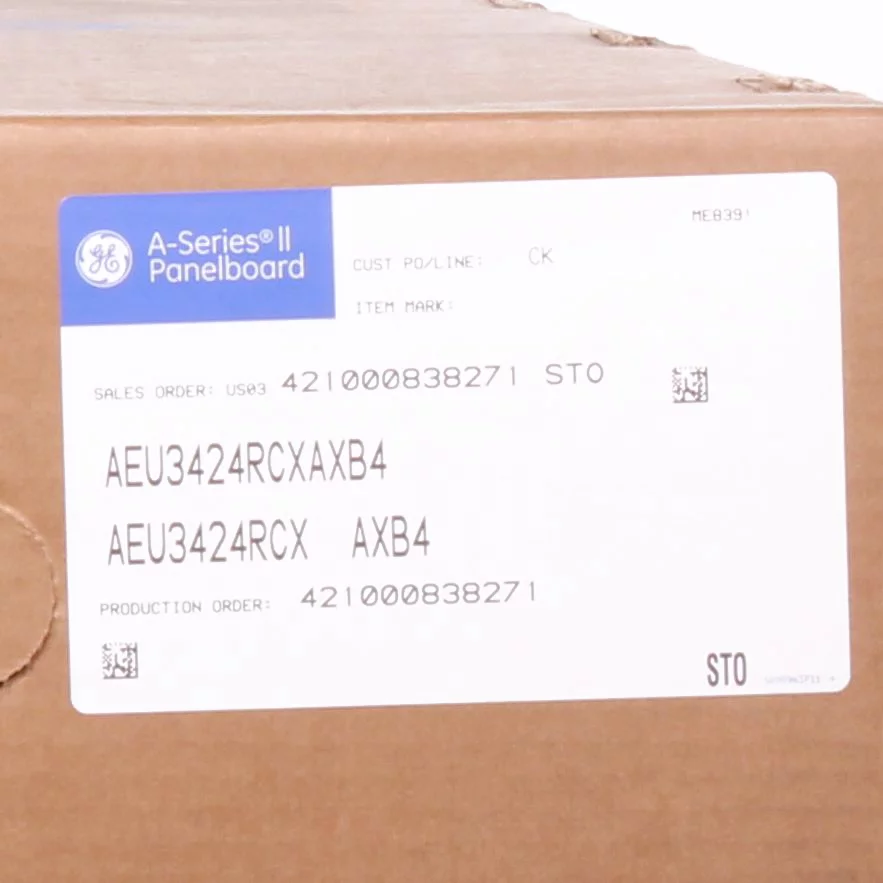 GE
A-Series® II
Panelboard
CUST PO/LINE: CK
ITEM MARK:
SALES ORDER: US03 421000838271 STO
AEU3424RCXAXB4
AEU3424RCX AXB4
PRODUCTION ORDER: 421000838271
STO